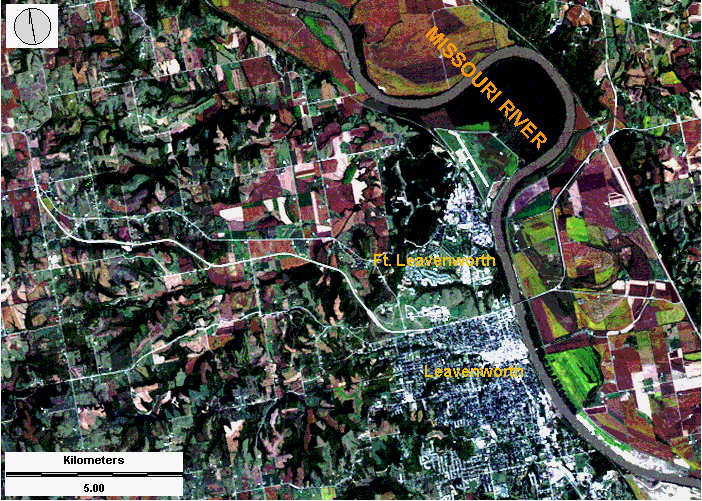 MISSOURI RIVER
Ft. Leavenworth
Leavenworth
Kilometers
5.00